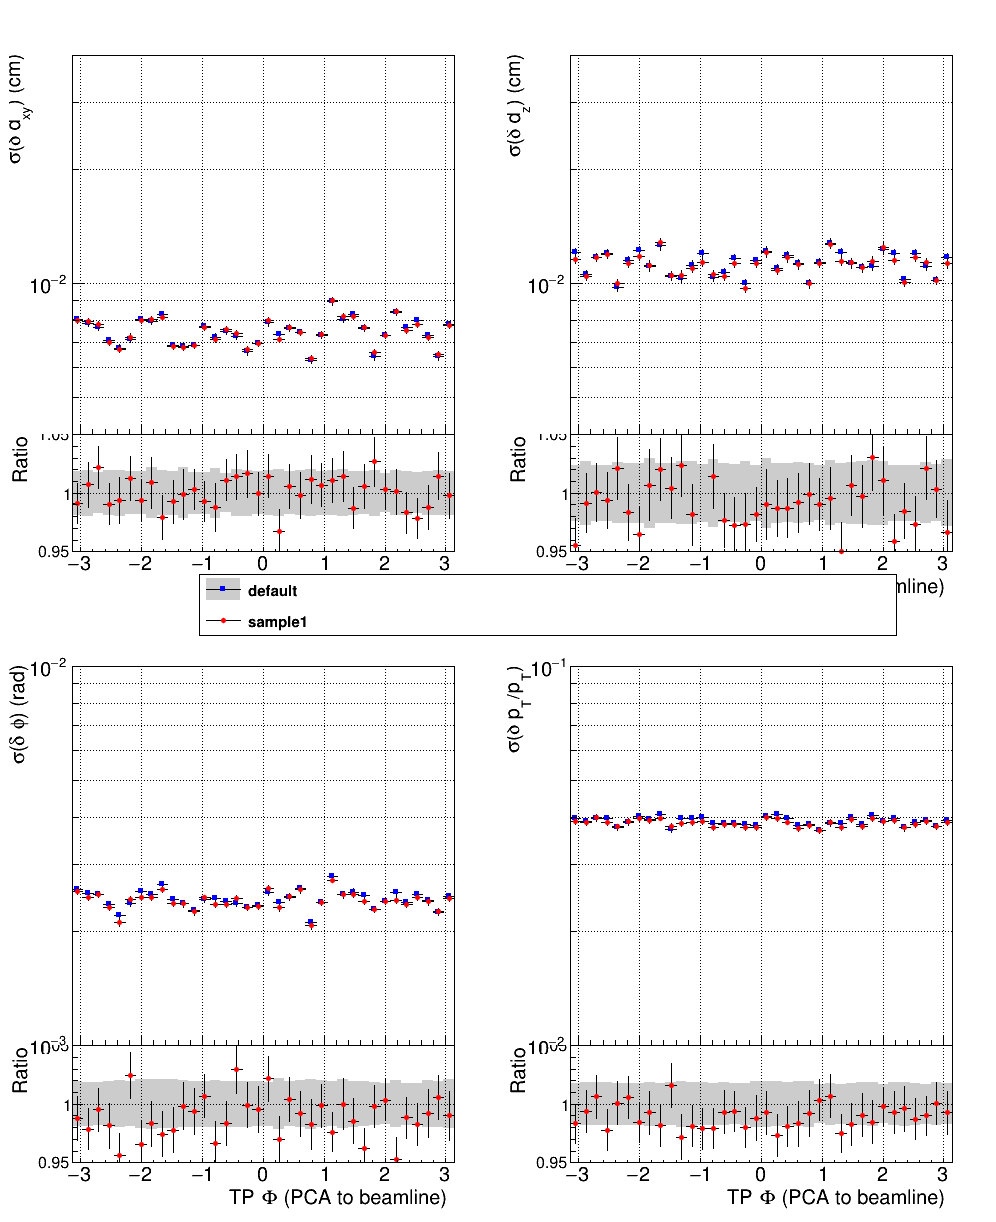 σ(δ d_xy) (cm)
10^−2
Ratio
1.05
1
0.95
−3 −2 −1 0 1 2 3
σ(δ d_z) (cm)
10^−2
Ratio
1.05
1
0.95
−3 −2 −1 0 1 2 3
mline)
default
sample1
σ(δ φ) (rad)
10^−2
10^−3
Ratio
1
0.95
−3 −2 −1 0 1 2 3
TP Φ (PCA to beamline)
σ(δ p_T/p_T)
10^−1
10^−2
Ratio
1
0.95
−3 −2 −1 0 1 2 3
TP Φ (PCA to beamline)